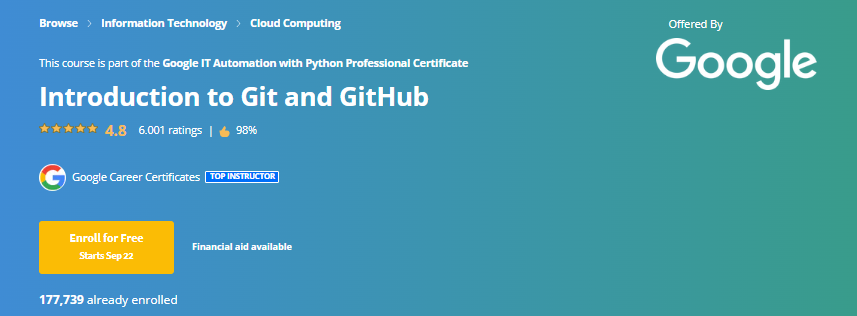 Browse > Information Technology > Cloud Computing
Offered By
Google
This course is part of the Google IT Automation with Python Professional Certificate
Introduction to Git and GitHub
4.8 6.001 ratings | 98%
Google Career Certificates TOP INSTRUCTOR
Enroll for Free
Starts Sep 22
Financial aid available
177,739 already enrolled